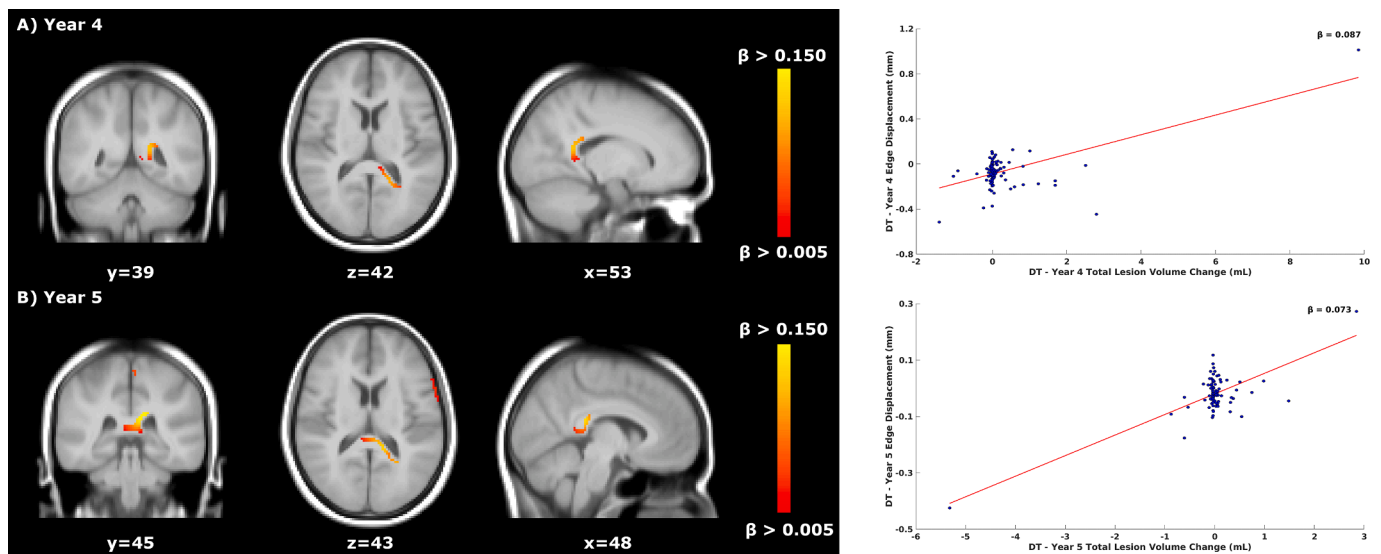 A) Year 4
β > 0.150
β > 0.005
y=39
z=42
x=53
B) Year 5
β > 0.150
β > 0.005
y=45
z=43
x=48
β = 0.087
DT - Year 4 Edge Displacement (mm)
1.2
0.8
0.4
0
-0.4
-0.8
-2
0
2
4
6
8
10
DT - Year 4 Total Lesion Volume Change (mL)
β = 0.073
DT - Year 5 Edge Displacement (mm)
0.3
0.1
-0.1
-0.3
-0.5
-6
-5
-4
-3
-2
-1
0
1
2
3
DT - Year 5 Total Lesion Volume Change (mL)